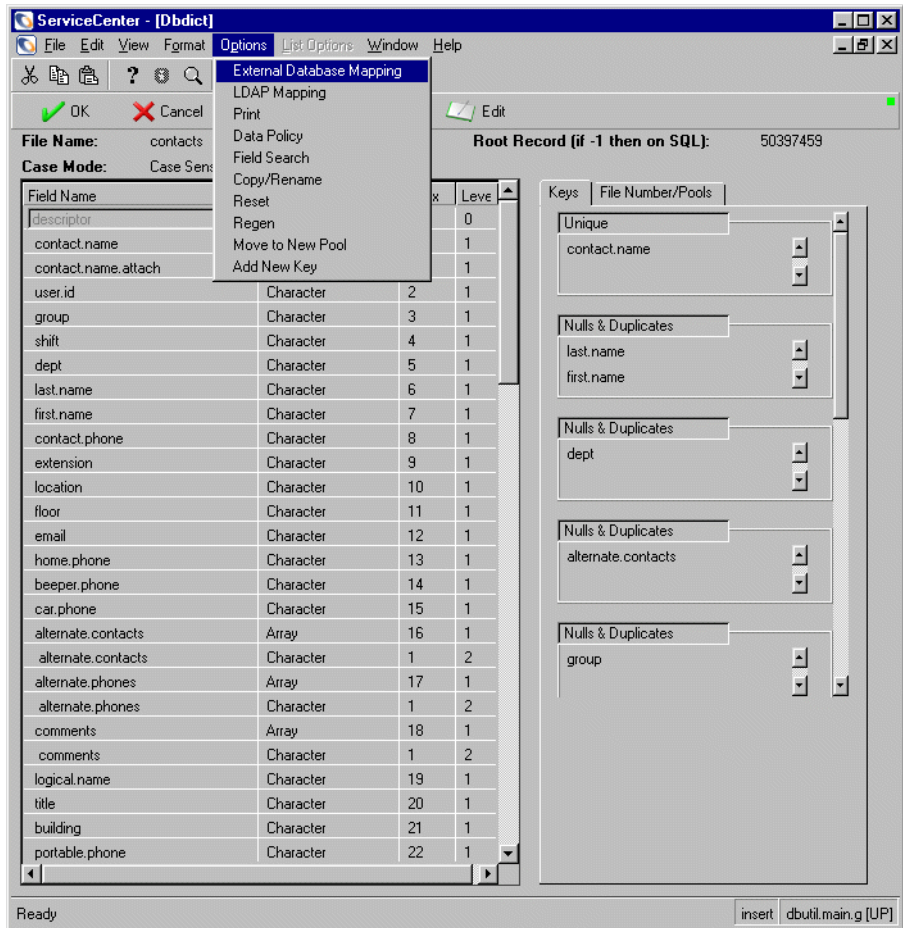 ServiceCenter - [Dbdict]
File Edit View Format Options List Options Window Help
External Database Mapping
LDAP Mapping
Print
Data Policy
Field Search
Copy/Rename
Reset
Regen
Move to New Pool
Add New Key
OK Cancel Edit
File Name: contacts Root Record (if -1 then on SQL): 50397459
Case Mode: Case Sens
Field Name x Leve
descriptor 0
contact.name 1
contact.name.attach 1
user.id Character 2 1
group Character 3 1
shift Character 4 1
dept Character 5 1
last.name Character 6 1
first.name Character 7 1
contact.phone Character 8 1
extension Character 9 1
location Character 10 1
floor Character 11 1
email Character 12 1
home.phone Character 13 1
beeper.phone Character 14 1
car.phone Character 15 1
alternate.contacts Array 16 1
alternate.contacts Character 1 2
alternate.phones Array 17 1
alternate.phones Character 1 2
comments Array 18 1
comments Character 1 2
logical.name Character 19 1
title Character 20 1
building Character 21 1
portable.phone Character 22 1
Keys File Number/Pools
Unique
contact.name
Nulls & Duplicates
last.name
first.name
Nulls & Duplicates
dept
Nulls & Duplicates
alternate.contacts
Nulls & Duplicates
group
Ready insert dbutil.main.g [UP]